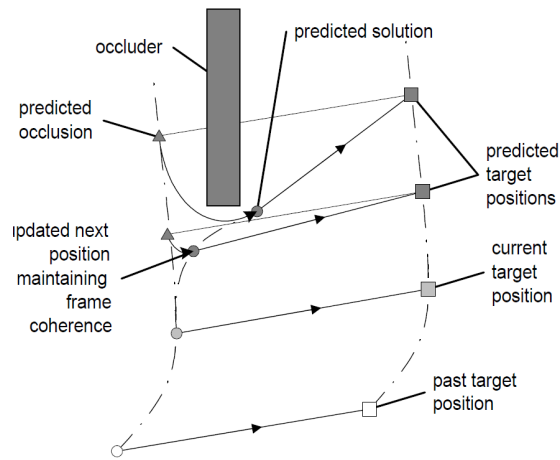 occluder
predicted solution
predicted
occlusion
predicted
target
positions
updated next
position
maintaining
frame
coherence
current
target
position
past target
position